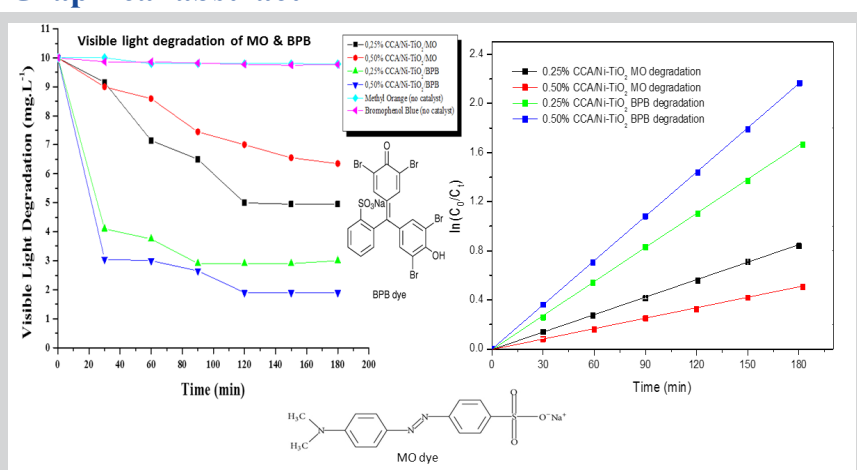 Visible light degradation of MO & BPB
0,25% CCA/Ni-TiO2/MO
0,50% CCA/Ni-TiO2/MO
0,25% CCA/Ni-TiO2/BPB
0,50% CCA/Ni-TiO2/BPB
Methyl Orange (no catalyst)
Bromophenol Blue (no catalyst)
Visible Light Degradation (mg.L-1)
11
10
9
8
7
6
5
4
3
2
1
0
0 20 40 60 80 100 120 140 160 180 200
Time (min)
O
Br
Br
SO3Na
Br
OH
Br
BPB dye
0.25% CCA/Ni-TiO2 MO degradation
0.50% CCA/Ni-TiO2 MO degradation
0.25% CCA/Ni-TiO2 BPB degradation
0.50% CCA/Ni-TiO2 BPB degradation
ln(C0/Ct)
2.4
2.0
1.6
1.2
0.8
0.4
0.0
0 30 60 90 120 150 180
Time (min)
H3C
N
H3C
N
N
O
S
O
O-Na+
MO dye